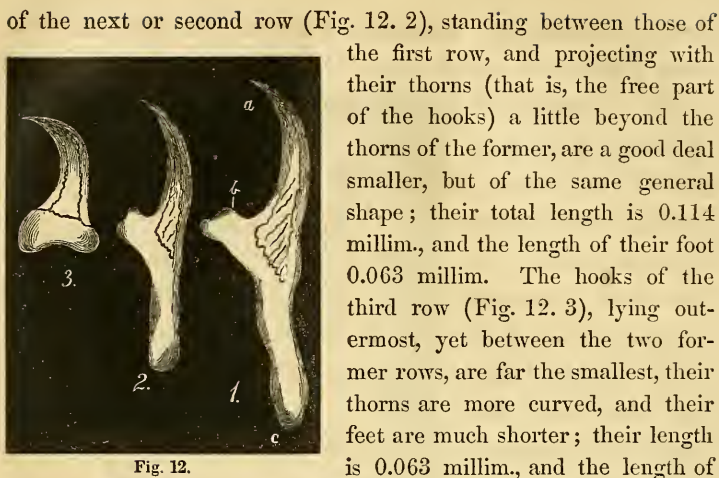 of the next or second row (Fig. 12. 2), standing between those of
the first row, and projecting with
their thorns (that is, the free part
of the hooks) a little beyond the
thorns of the former, are a good deal
smaller, but of the same general
shape; their total length is 0.114
millim., and the length of their foot
0.063 millim. The hooks of the
third row (Fig. 12. 3), lying out-
ermost, yet between the two for-
mer rows, are far the smallest, their
thorns are more curved, and their
feet are much shorter; their length
is 0.063 millim., and the length of
a
b
3.
2.
1.
c
Fig. 12.